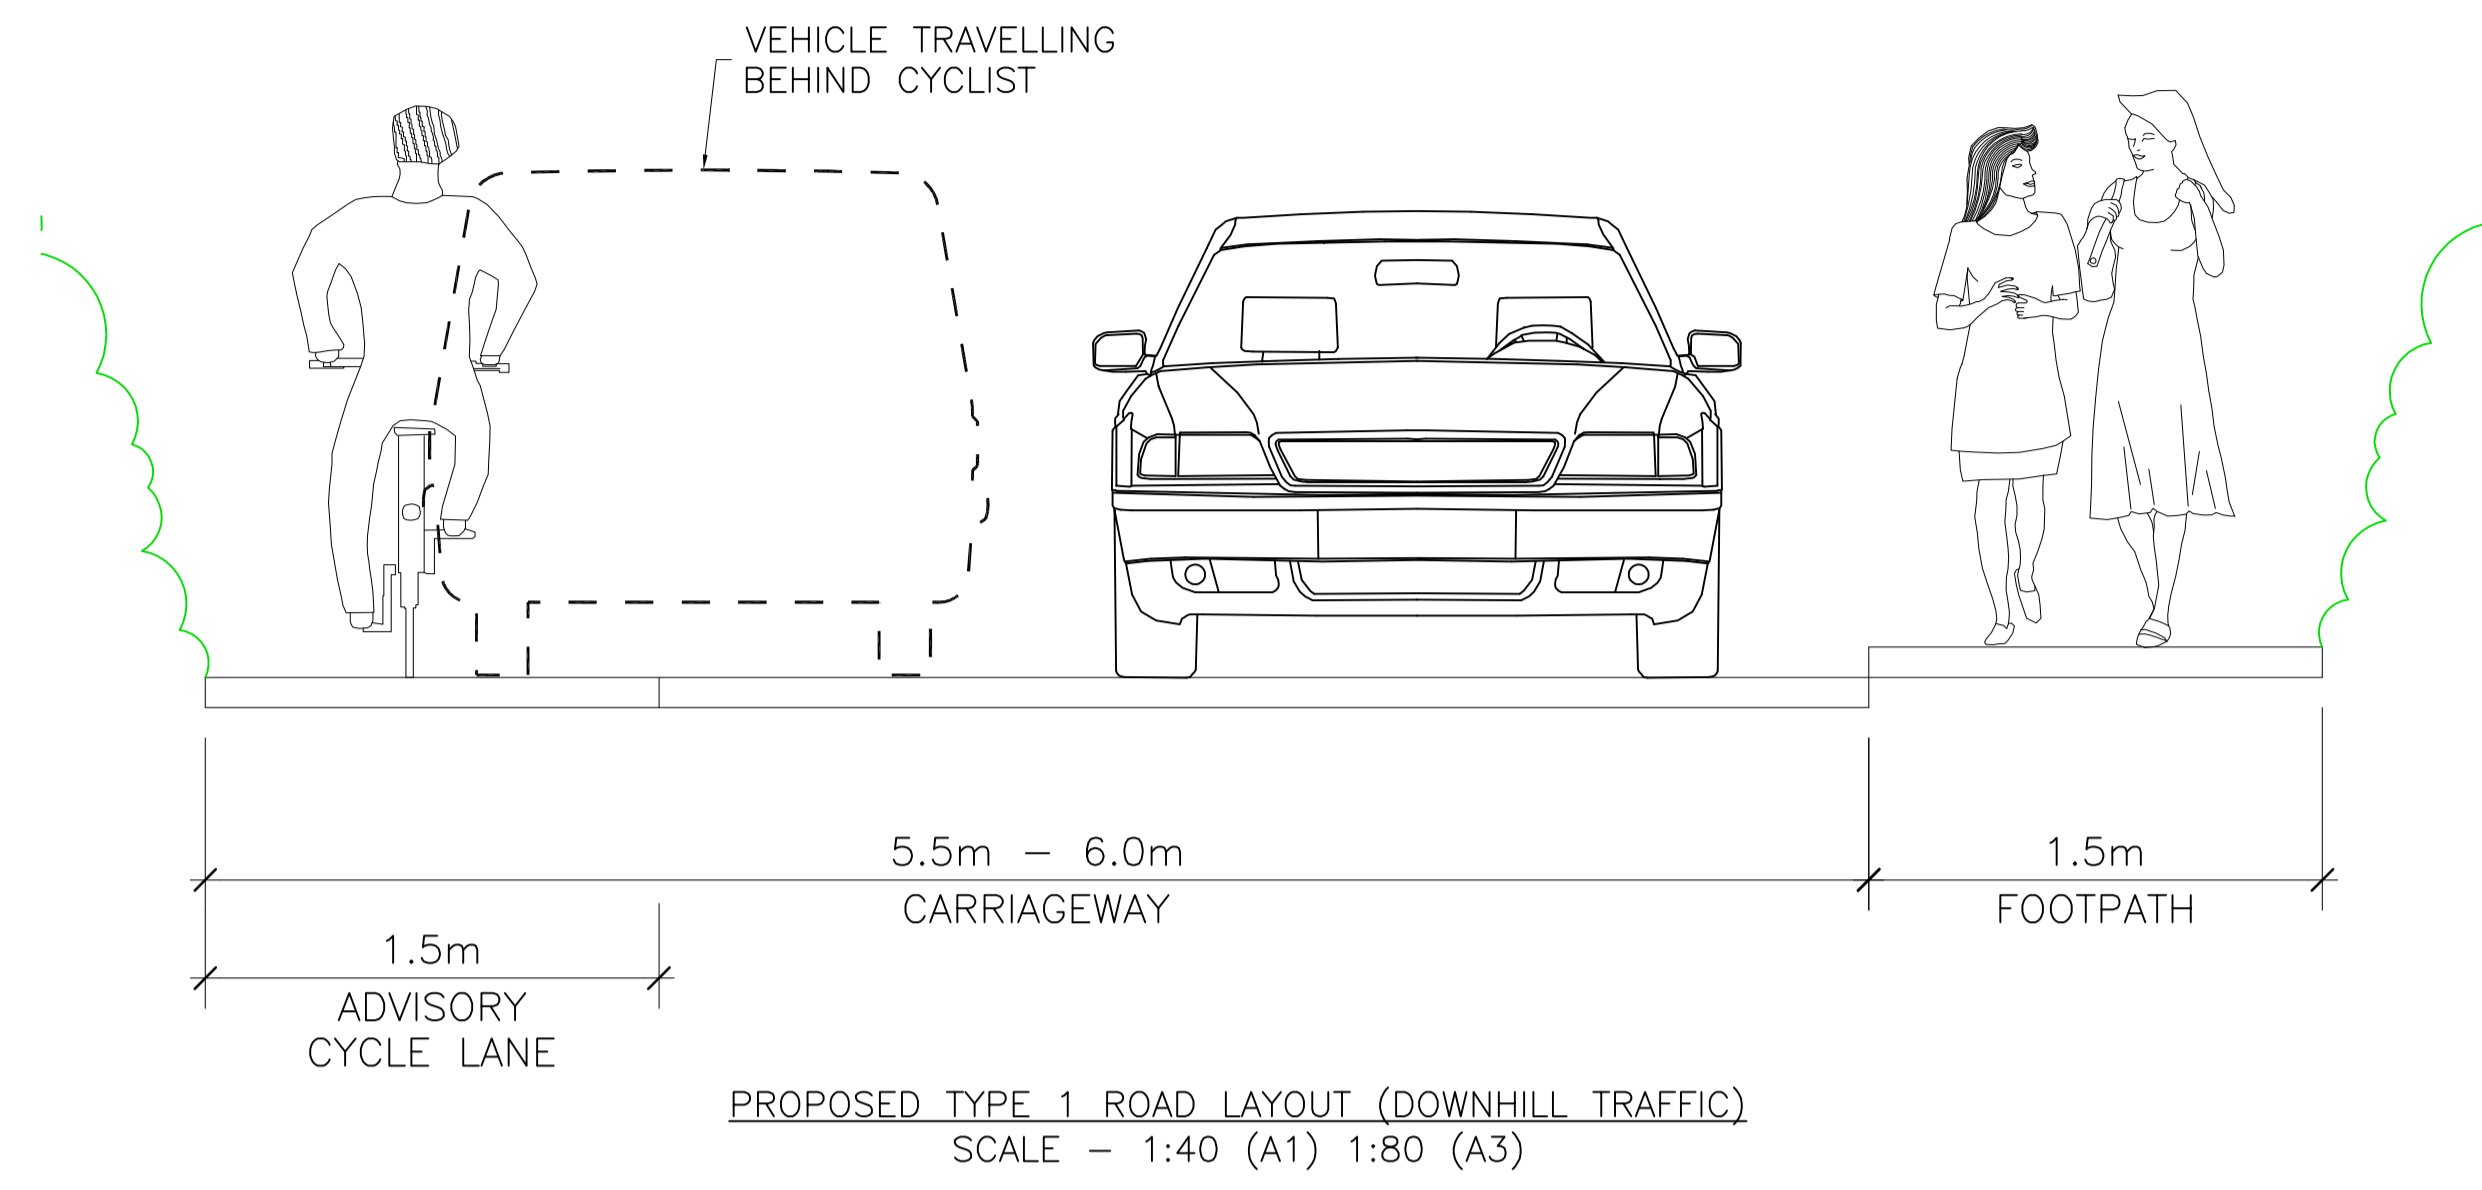 VEHICLE TRAVELLING
BEHIND CYCLIST
5.5m – 6.0m
CARRIAGEWAY
1.5m
FOOTPATH
1.5m
ADVISORY
CYCLE LANE
PROPOSED TYPE 1 ROAD LAYOUT (DOWNHILL TRAFFIC)
SCALE – 1:40 (A1) 1:80 (A3)